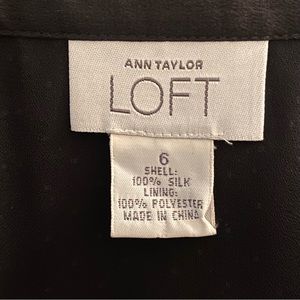 ANN TAYLOR
LOFT
6
SHELL:
100% SILK
LINING:
100% POLYESTER
MADE IN CHINA